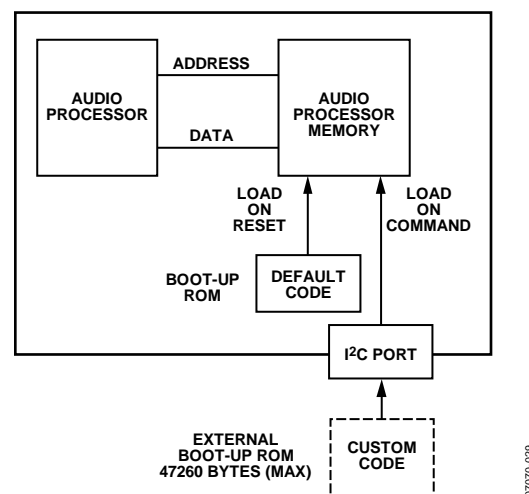 AUDIO
PROCESSOR
ADDRESS
DATA
AUDIO
PROCESSOR
MEMORY
LOAD
ON
RESET
LOAD
ON
COMMAND
BOOT-UP
ROM
DEFAULT
CODE
I²C PORT
EXTERNAL
BOOT-UP ROM
47260 BYTES (MAX)
CUSTOM
CODE